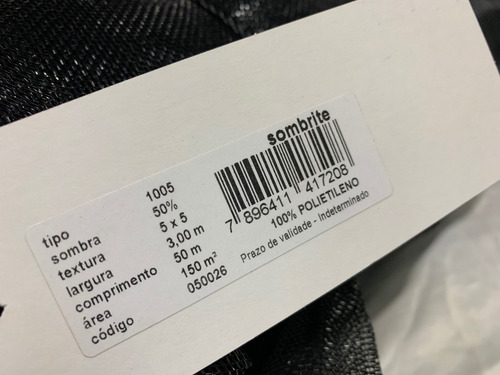 sombrite
tipo 1005
sombra 50%
textura 5 x 5
largura 3,00 m
comprimento 50 m
área 150 m²
código 050026
7 896411 417208
100% POLIETILENO
Prazo de validade - Indeterminado